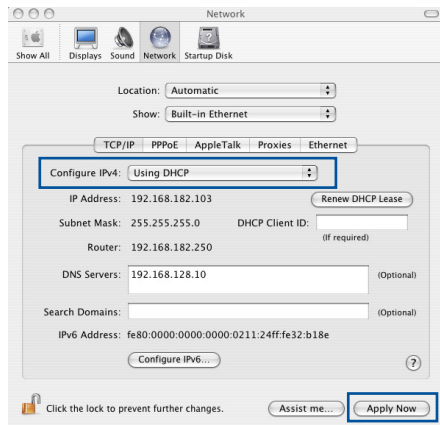 Network
Show All Displays Sound Network Startup Disk
Location: Automatic
Show: Built-in Ethernet
TCP/IP PPPoE AppleTalk Proxies Ethernet
Configure IPv4: Using DHCP
IP Address: 192.168.182.103 Renew DHCP Lease
Subnet Mask: 255.255.255.0 DHCP Client ID:
(If required)
Router: 192.168.182.250
DNS Servers: 192.168.128.10 (Optional)
Search Domains: (Optional)
IPv6 Address: fe80:0000:0000:0000:0211:24ff:fe32:b18e
Configure IPv6... ?
Click the lock to prevent further changes. Assist me... Apply Now